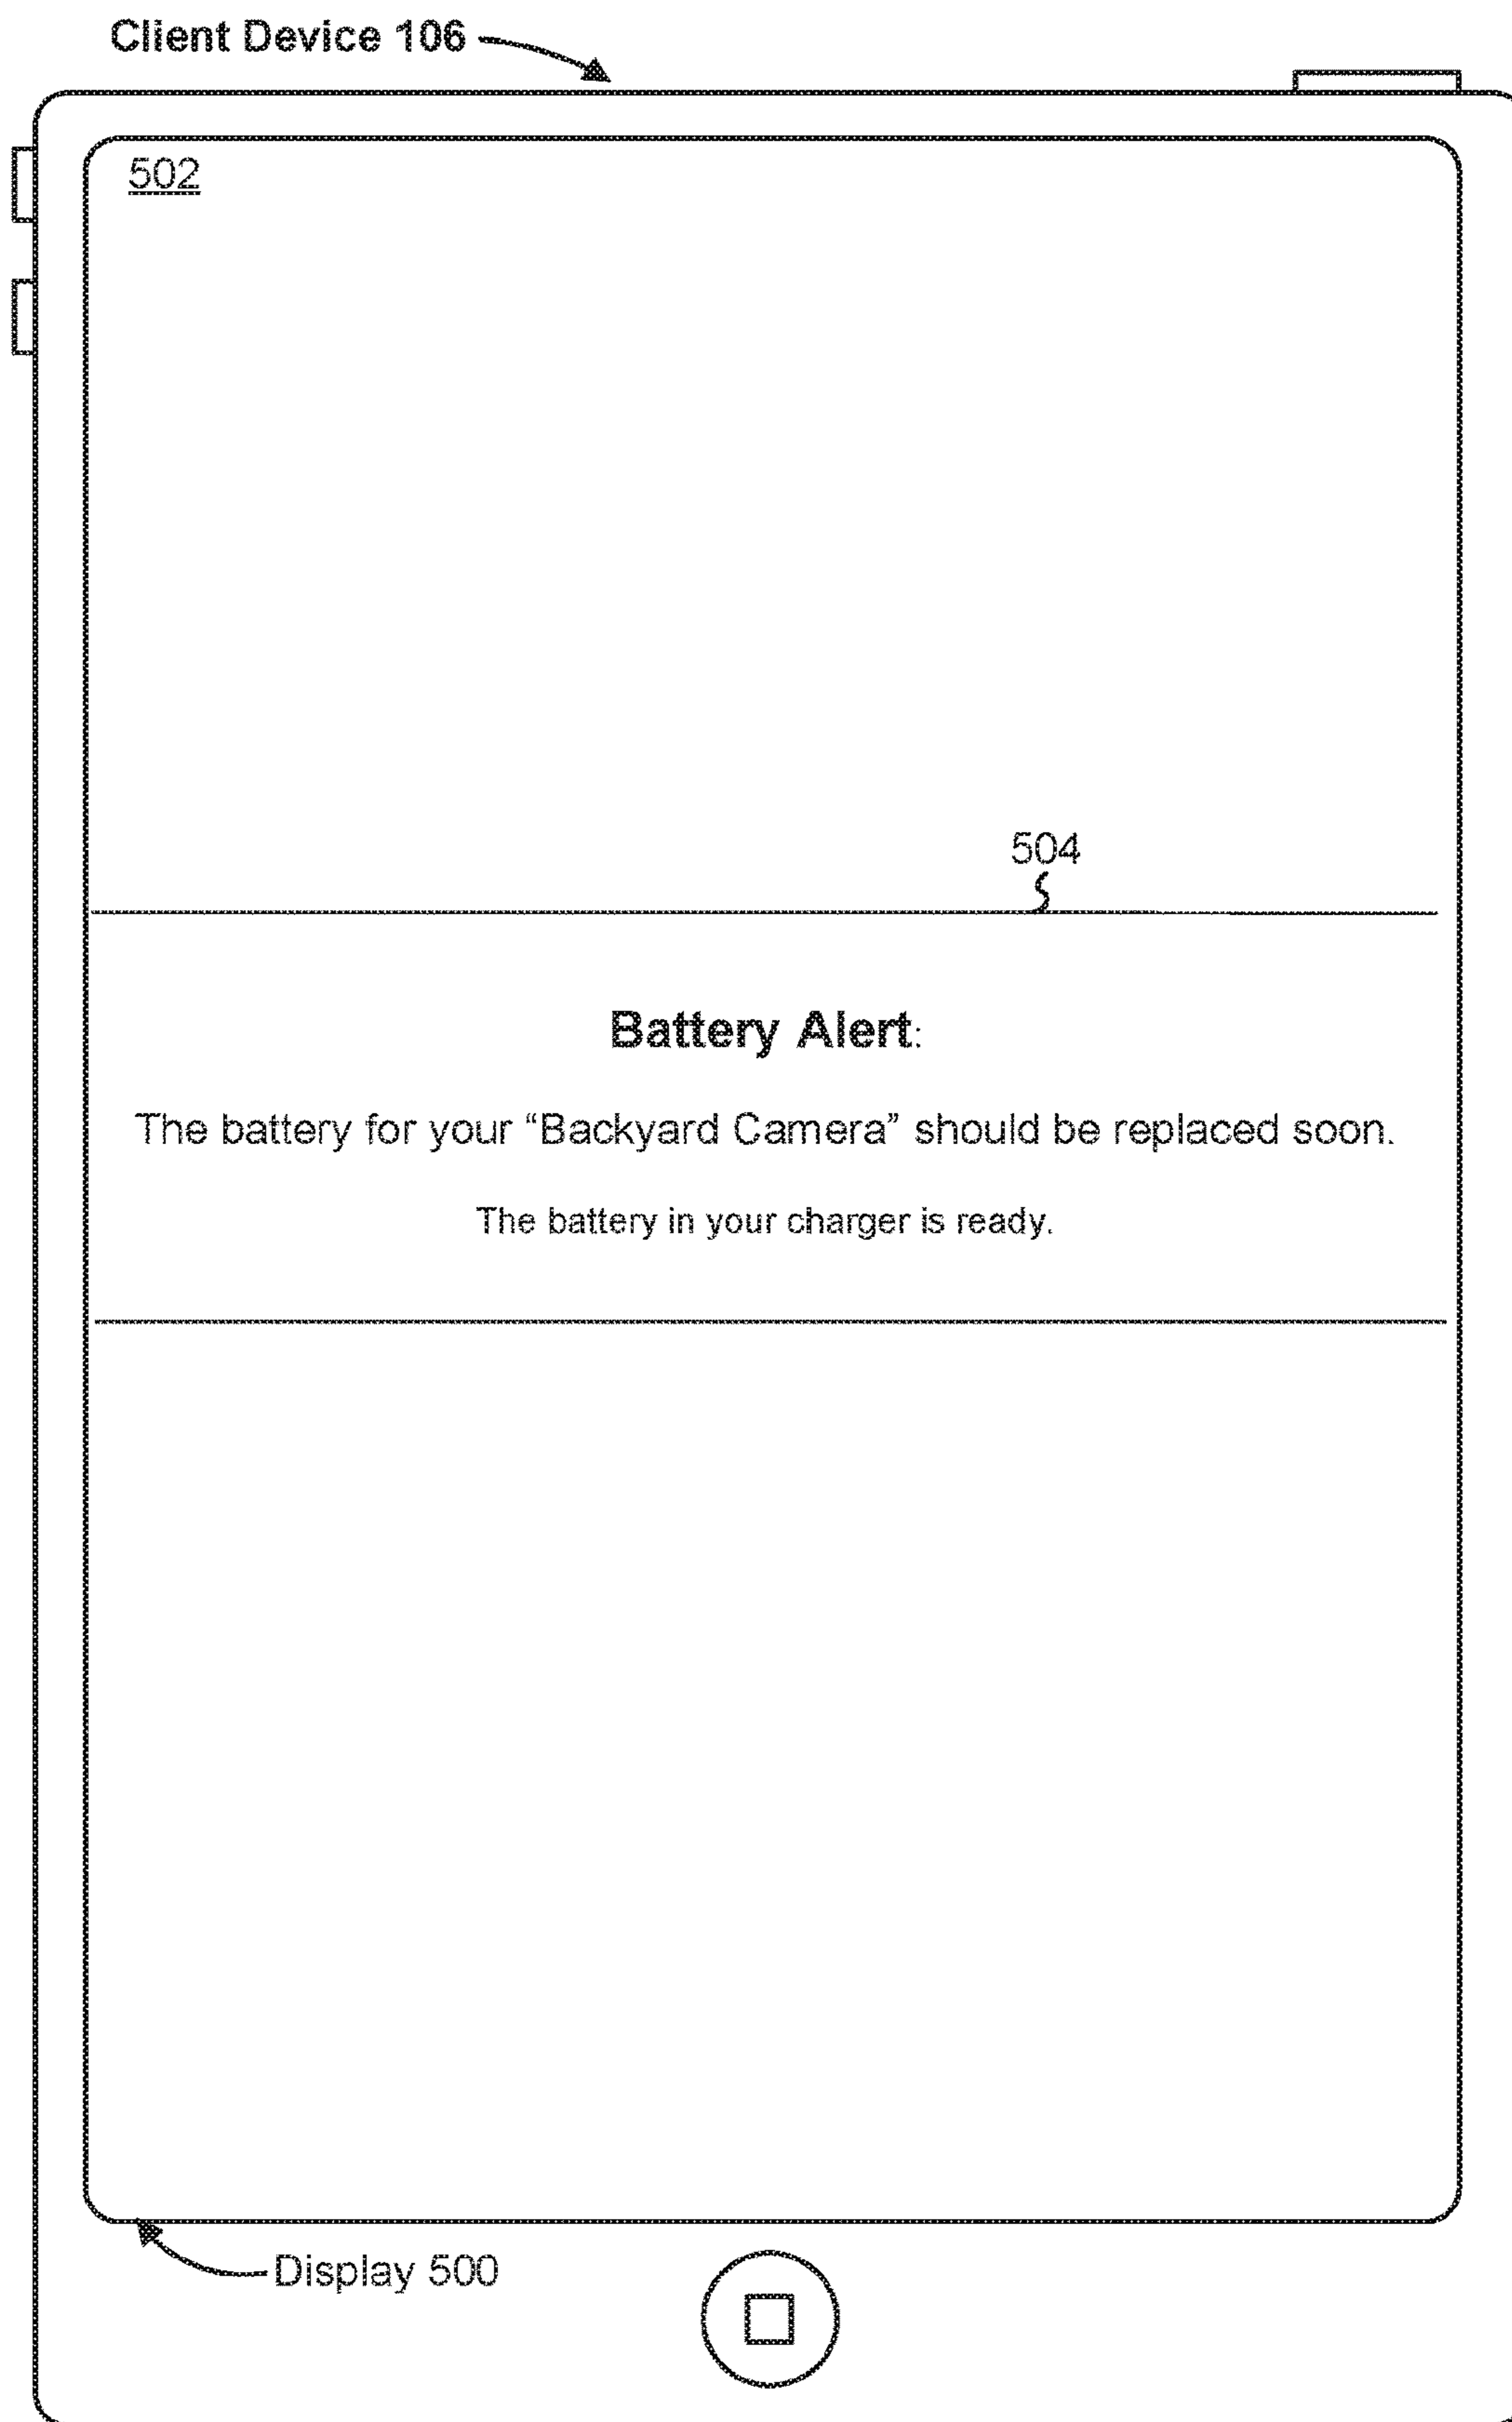 Client Device 106
502
504
Battery Alert:
The battery for your “Backyard Camera” should be replaced soon.
The battery in your charger is ready.
Display 500